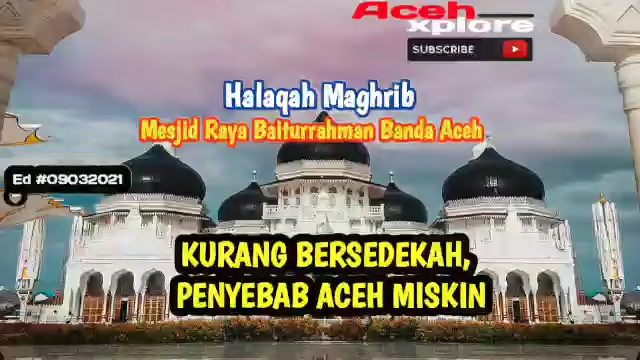 Aceh
xplore
SUBSCRIBE
Halaqah Maghrib
Mesjid Raya Baiturrahman Banda Aceh
Ed #09032021
KURANG BERSEDEKAH,
PENYEBAB ACEH MISKIN